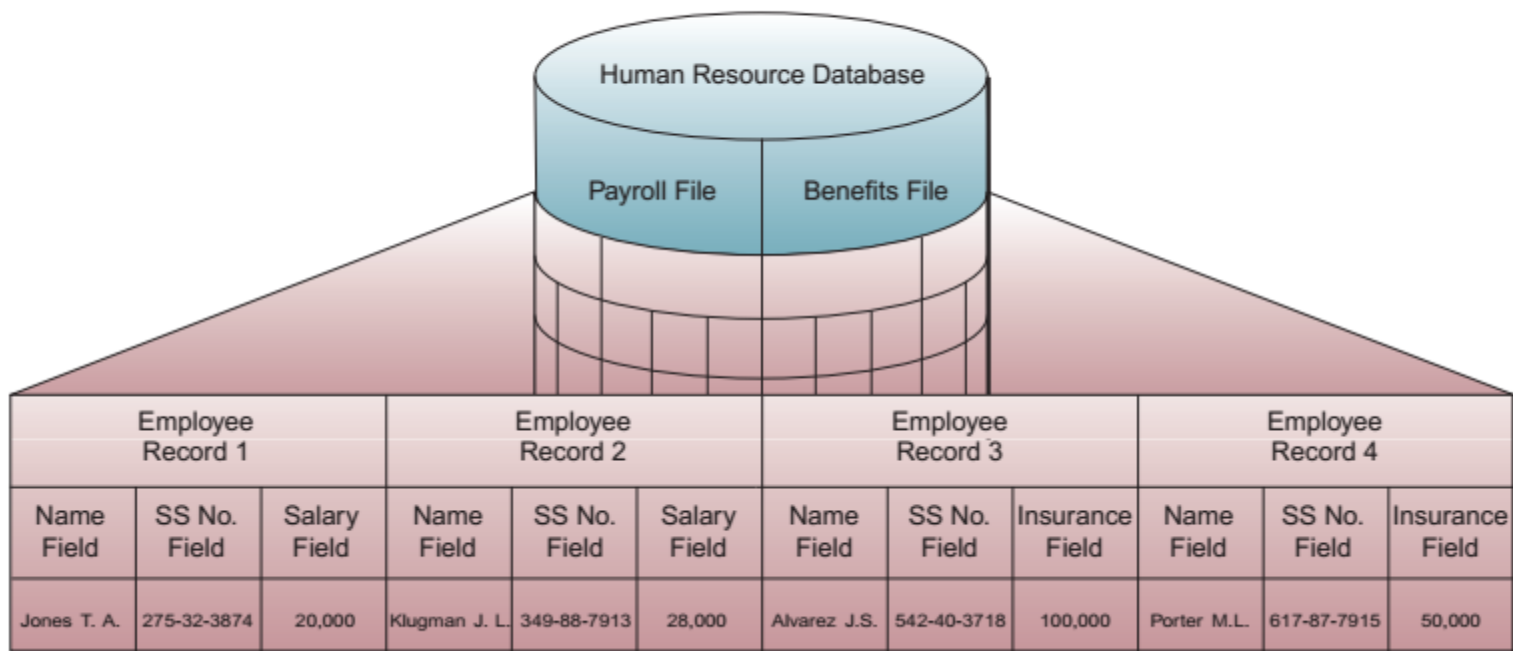 Human Resource Database
Payroll File
Benefits File
Employee
Record 1
Employee
Record 2
Employee
Record 3
Employee
Record 4
Name
Field
SS No.
Field
Salary
Field
Name
Field
SS No.
Field
Salary
Field
Name
Field
SS No.
Field
Insurance
Field
Name
Field
SS No.
Field
Insurance
Field
Jones T. A.
275-32-3874
20,000
Klugman J. L.
349-88-7913
28,000
Alvarez J.S.
542-40-3718
100,000
Porter M.L.
617-87-7915
50,000